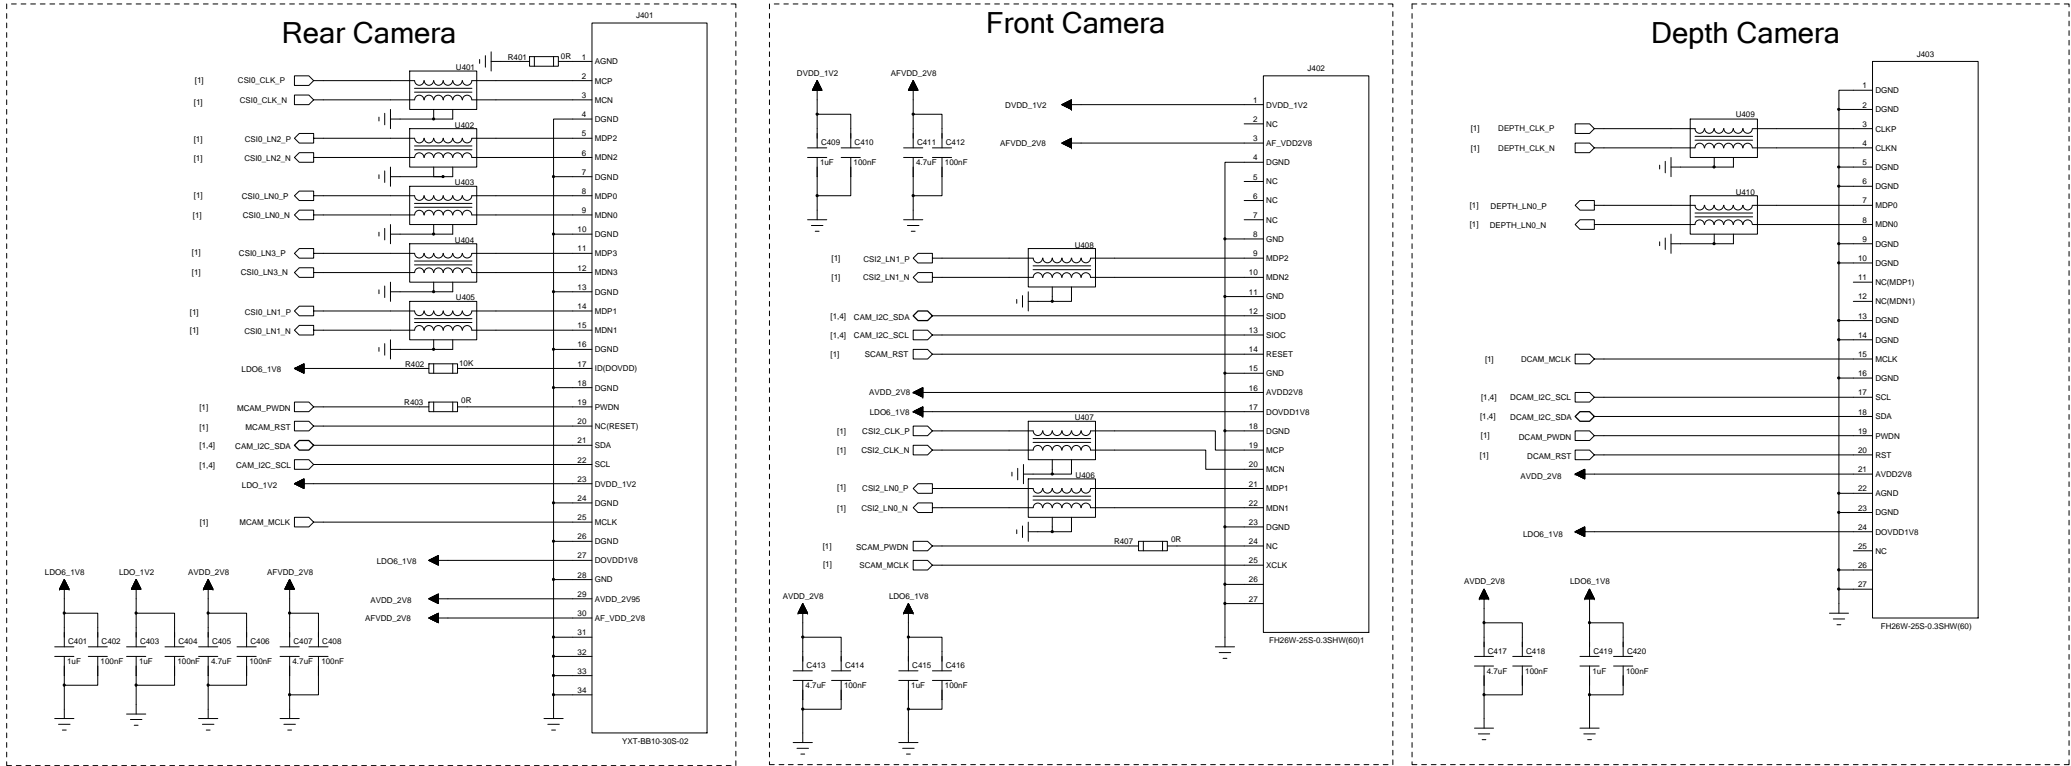 Rear Camera
J401
R401 0R 1 AGND
U401
[1] CSI0_CLK_P 2 MCP
[1] CSI0_CLK_N 3 MCN
4 DGND
U402
[1] CSI0_LN2_P 5 MDP2
[1] CSI0_LN2_N 6 MDN2
7 DGND
U403
[1] CSI0_LN0_P 8 MDP0
[1] CSI0_LN0_N 9 MDN0
10 DGND
U404
[1] CSI0_LN3_P 11 MDP3
[1] CSI0_LN3_N 12 MDN3
13 DGND
U405
[1] CSI0_LN1_P 14 MDP1
[1] CSI0_LN1_N 15 MDN1
16 DGND
LDO6_1V8 R402 10K 17 ID(DOVDD)
18 DGND
[1] MCAM_PWDN R403 0R 19 PWDN
[1] MCAM_RST 20 NC(RESET)
[1,4] CAM_I2C_SDA 21 SDA
[1,4] CAM_I2C_SCL 22 SCL
LDO_1V2 23 DVDD_1V2
24 DGND
[1] MCAM_MCLK 25 MCLK
26 DGND
LDO6_1V8 27 DOVDD1V8
28 GND
AVDD_2V8 29 AVDD_2V95
AFVDD_2V8 30 AF_VDD_2V8
31
32
33
34
YXT-BB10-30S-02
LDO6_1V8 LDO_1V2 AVDD_2V8 AFVDD_2V8
C401 C402 C403 C404 C405 C406 C407 C408
1uF 100nF 1uF 100nF 4.7uF 100nF 4.7uF 100nF
Front Camera
J402
DVDD_1V2 AFVDD_2V8
C409 C410 C411 C412
1uF 100nF 4.7uF 100nF
DVDD_1V2 1 DVDD_1V2
2 NC
AFVDD_2V8 3 AF_VDD2V8
4 DGND
5 NC
6 NC
7 NC
8 GND
U408
[1] CSI2_LN1_P 9 MDP2
[1] CSI2_LN1_N 10 MDN2
11 GND
[1,4] CAM_I2C_SDA 12 SIOD
[1,4] CAM_I2C_SCL 13 SIOC
[1] SCAM_RST 14 RESET
15 GND
AVDD_2V8 16 AVDD2V8
LDO6_1V8 17 DOVDD1V8
U407
[1] CSI2_CLK_P 18 DGND
[1] CSI2_CLK_N 19 MCP
20 MCN
U406
[1] CSI2_LN0_P 21 MDP1
[1] CSI2_LN0_N 22 MDN1
23 DGND
[1] SCAM_PWDN R407 0R 24 NC
[1] SCAM_MCLK 25 XCLK
26
27
FH26W-25S-0.3SHW(60)1
AVDD_2V8 LDO6_1V8
C413 C414 C415 C416
4.7uF 100nF 1uF 100nF
Depth Camera
J403
1 DGND
2 DGND
U409
[1] DEPTH_CLK_P 3 CLKP
[1] DEPTH_CLK_N 4 CLKN
5 DGND
6 DGND
U410
[1] DEPTH_LN0_P 7 MDP0
[1] DEPTH_LN0_N 8 MDN0
9 DGND
10 DGND
11 NC(MDP1)
12 NC(MDN1)
13 DGND
14 DGND
[1] DCAM_MCLK 15 MCLK
16 DGND
[1,4] DCAM_I2C_SCL 17 SCL
[1,4] DCAM_I2C_SDA 18 SDA
[1] DCAM_PWDN 19 PWDN
[1] DCAM_RST 20 RST
AVDD_2V8 21 AVDD2V8
22 AGND
23 DGND
LDO6_1V8 24 DOVDD1V8
25 NC
26
27
FH26W-25S-0.3SHW(60)
AVDD_2V8 LDO6_1V8
C417 C418 C419 C420
4.7uF 100nF 1uF 100nF